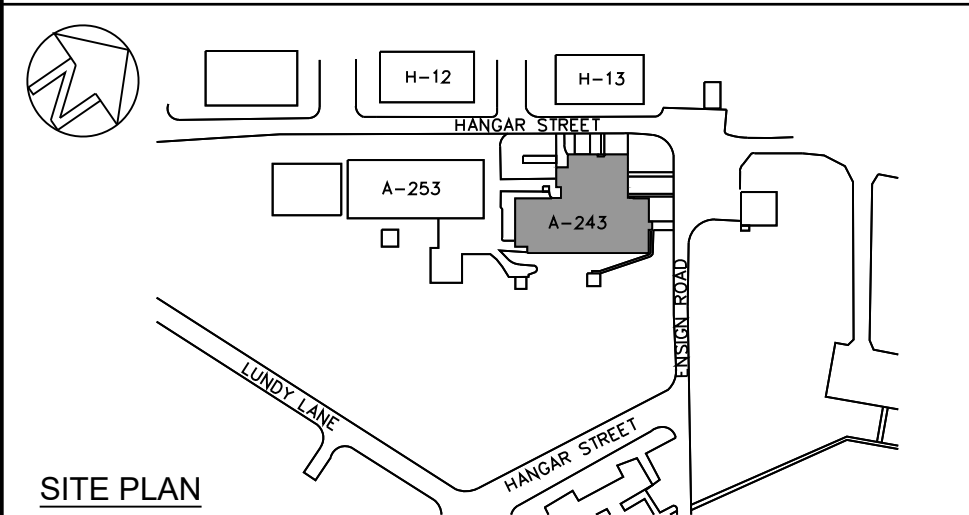 N
H-12
H-13
HANGAR STREET
A-253
A-243
ENSIGN ROAD
LUNDY LANE
HANGAR STREET
SITE PLAN